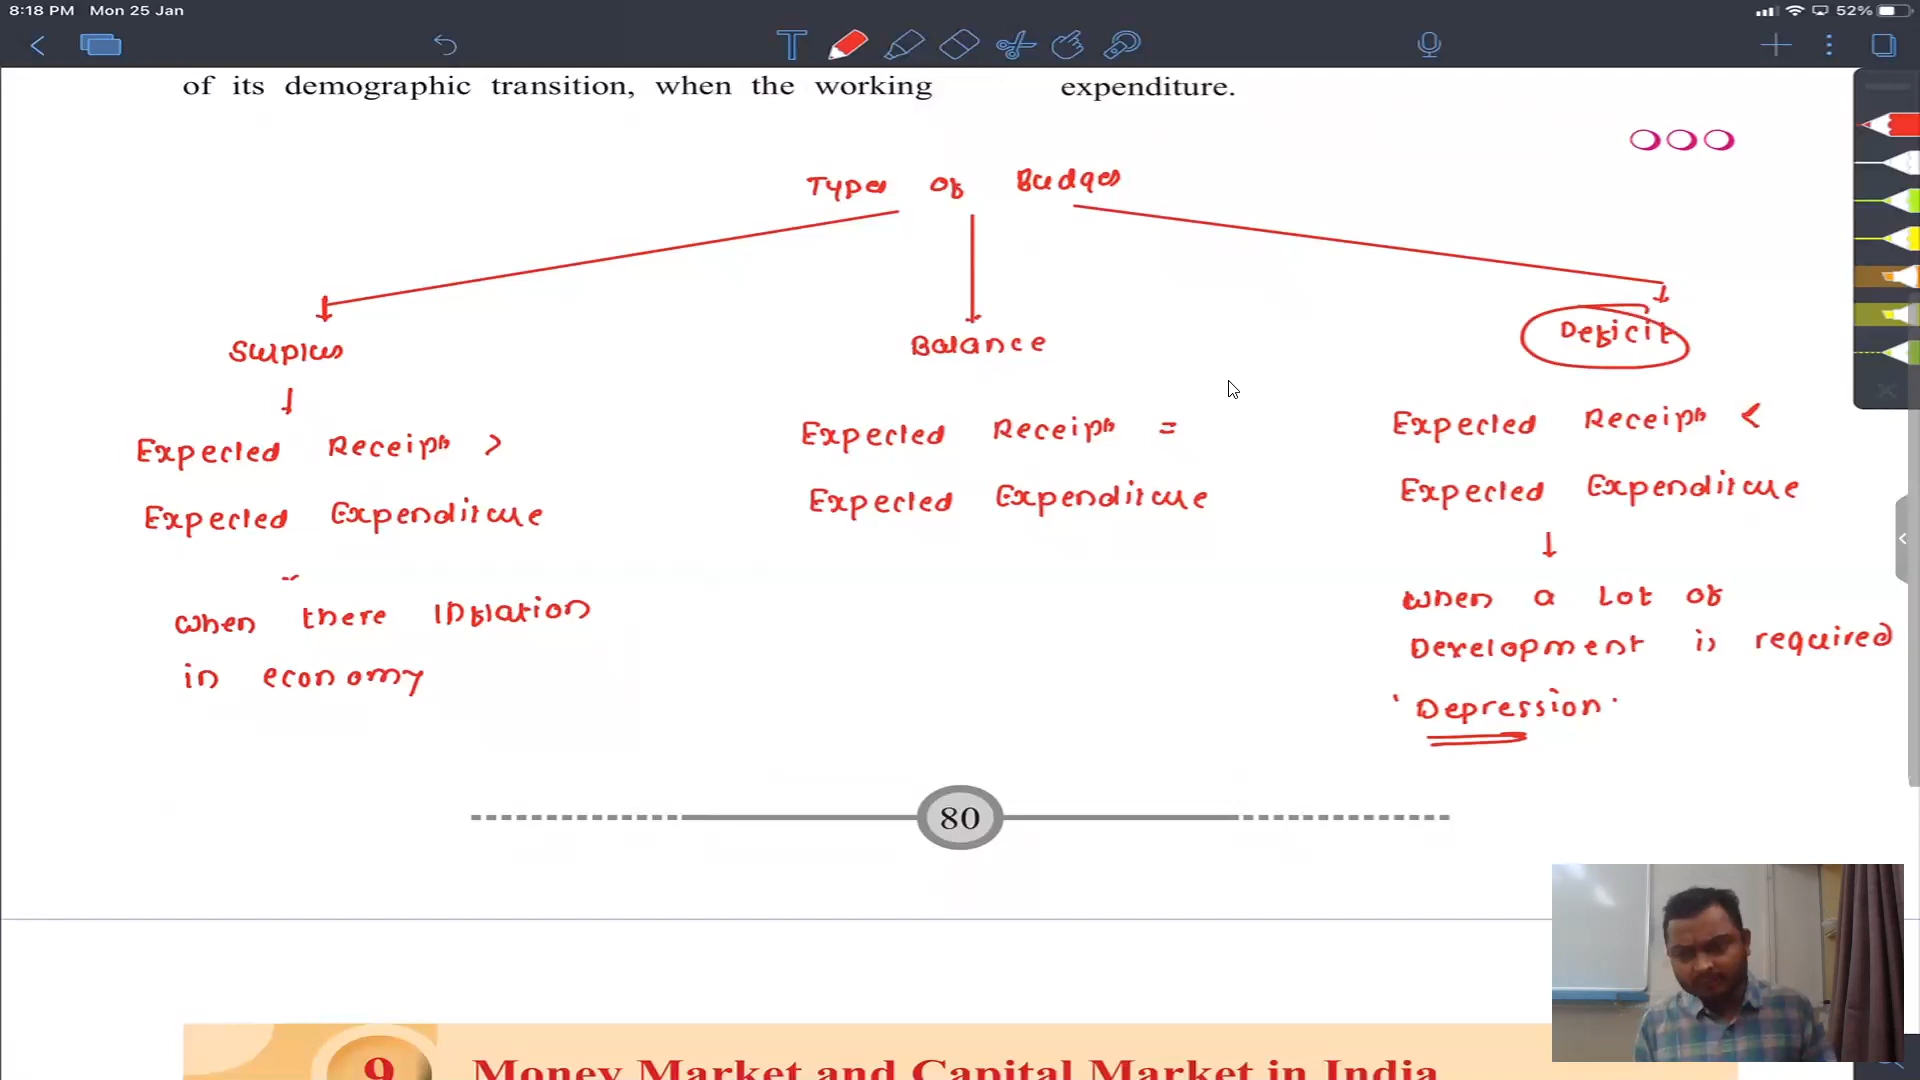 8:18 PM Mon 25 Jan
52%
of its demographic transition, when the working
expenditure.
Types of Budges
Surplus
Balance
Deficit
Expected Receipts >
Expected Expenditure
Expected Receipts =
Expected Expenditure
Expected Receipts <
Expected Expenditure
When there Inflation
in economy
When a Lot of
Development is required
'Depression'
80
9 Money Market and Capital Market in India